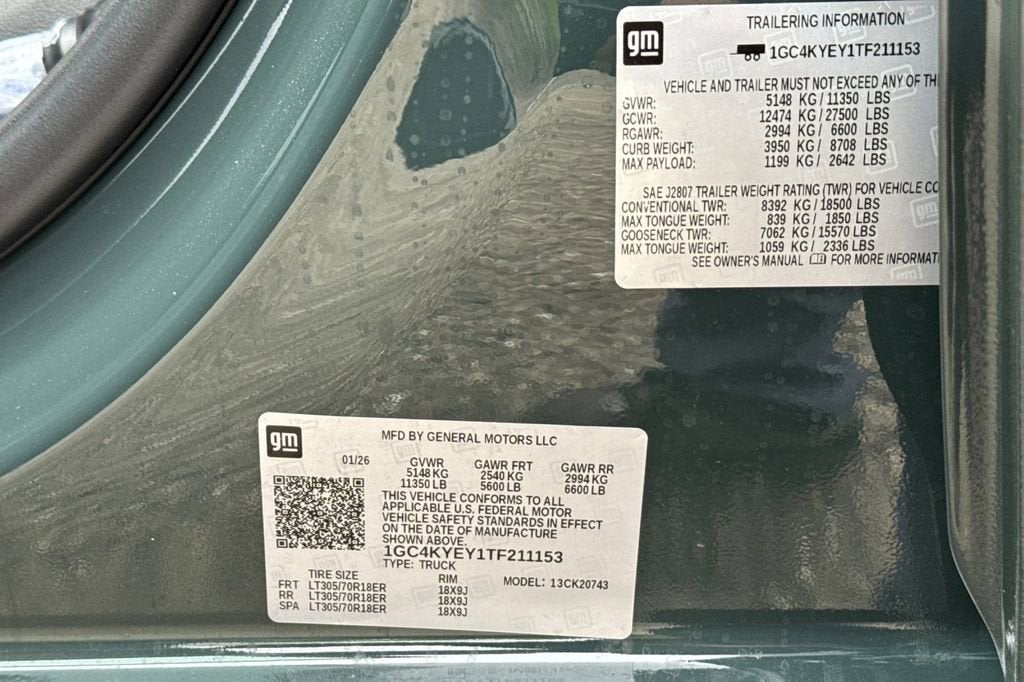 gm
TRAILERING INFORMATION
1GC4KYEY1TF211153
VEHICLE AND TRAILER MUST NOT EXCEED ANY OF
GVWR: 5148 KG / 11350 LBS
GCWR: 12474 KG / 27500 LBS
RGAWR: 2994 KG / 6600 LBS
CURB WEIGHT: 3950 KG / 8708 LBS
MAX PAYLOAD: 1199 KG / 2642 LBS
SAE J2807 TRAILER WEIGHT RATING (TWR) FOR VEHICLE
CONVENTIONAL TWR: 8392 KG / 18500 LBS
MAX TONGUE WEIGHT: 839 KG / 1850 LBS
GOOSENECK TWR: 7062 KG / 15570 LBS
MAX TONGUE WEIGHT: 1059 KG / 2336 LBS
SEE OWNER'S MANUAL FOR MORE INFORMAT
gm
MFD BY GENERAL MOTORS LLC
01/26
GVWR GAWR FRT GAWR RR
5148 KG 2540 KG 2994 KG
11350 LB 5600 LB 6600 LB
THIS VEHICLE CONFORMS TO ALL
APPLICABLE U.S. FEDERAL MOTOR
VEHICLE SAFETY STANDARDS IN EFFECT
ON THE DATE OF MANUFACTURE
SHOWN ABOVE.
1GC4KYEY1TF211153
TYPE: TRUCK
TIRE SIZE RIM MODEL: 13CK20743
FRT LT305/70R18ER 18X9J
RR LT305/70R18ER 18X9J
SPA LT305/70R18ER 18X9J